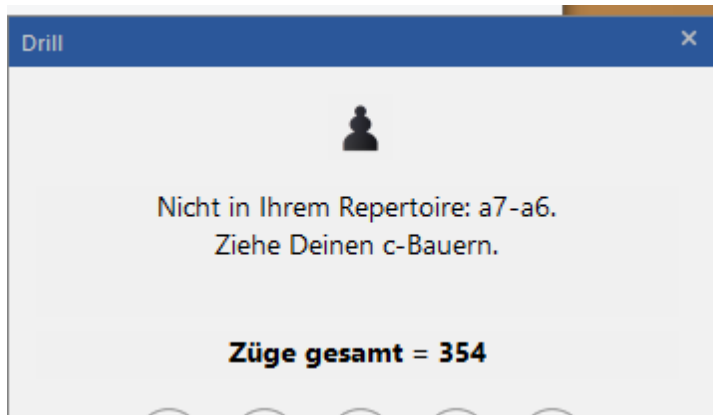 Drill
Nicht in Ihrem Repertoire: a7-a6.
Ziehe Deinen c-Bauern.
Züge gesamt = 354